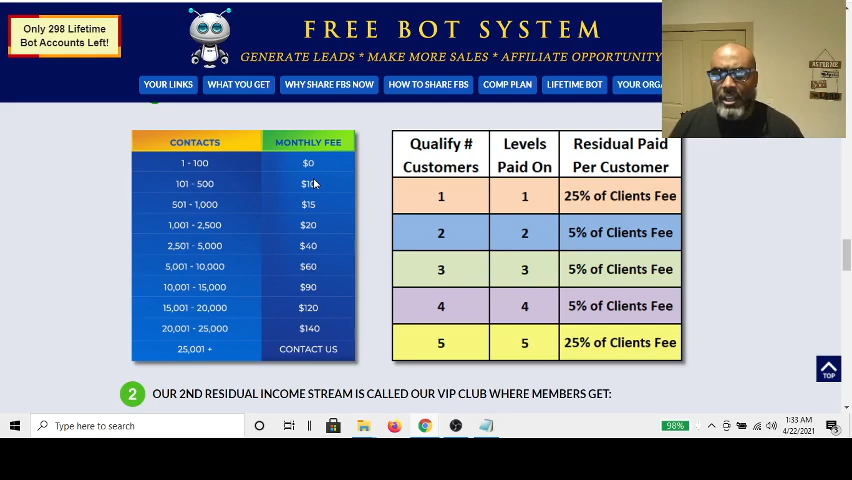 Only 298 Lifetime
Bot Accounts Left!
FREE BOT SYSTEM
GENERATE LEADS * MAKE MORE SALES * AFFILIATE OPPORTUNITY
YOUR LINKS WHAT YOU GET WHY SHARE FBS NOW HOW TO SHARE FBS COMP PLAN LIFETIME BOT YOUR ORGA
CONTACTS MONTHLY FEE
1 - 100 $0
101 - 500 $10
501 - 1,000 $15
1,001 - 2,500 $20
2,501 - 5,000 $40
5,001 - 10,000 $60
10,001 - 15,000 $90
15,001 - 20,000 $120
20,001 - 25,000 $140
25,001 + CONTACT US
Qualify # Customers Levels Paid On Residual Paid Per Customer
1 1 25% of Clients Fee
2 2 5% of Clients Fee
3 3 5% of Clients Fee
4 4 5% of Clients Fee
5 5 25% of Clients Fee
TOP
2 OUR 2ND RESIDUAL INCOME STREAM IS CALLED OUR VIP CLUB WHERE MEMBERS GET:
Type here to search
98%
1:33 AM
4/22/2021
3